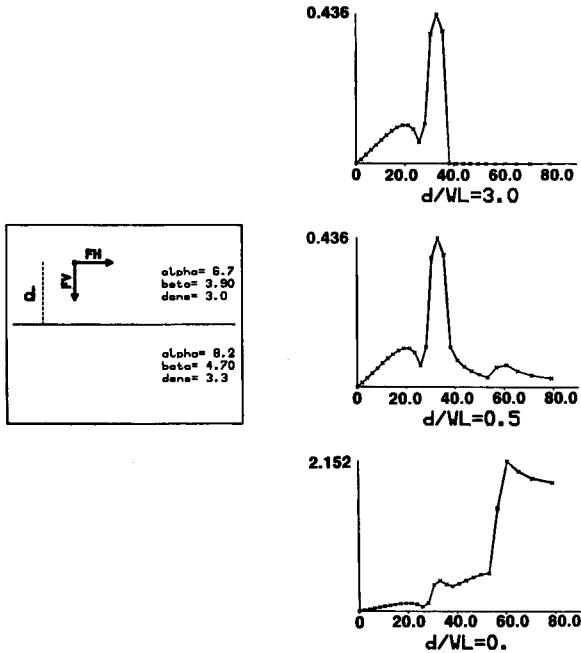 0.436
0 20.0 40.0 60.0 80.0
d/WL=3.0
FH
FV
d
alpha= 6.7
beta= 3.90
dens= 3.0
alpha= 8.2
beta= 4.70
dens= 3.3
0.436
0 20.0 40.0 60.0 80.0
d/WL=0.5
2.152
0 20.0 40.0 60.0 80.0
d/WL=0.